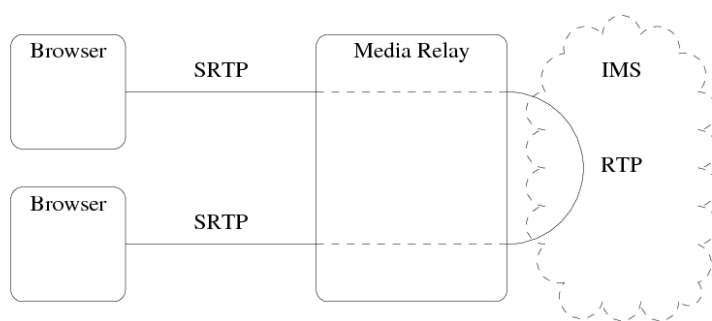 Browser
SRTP
Media Relay
IMS
RTP
Browser
SRTP